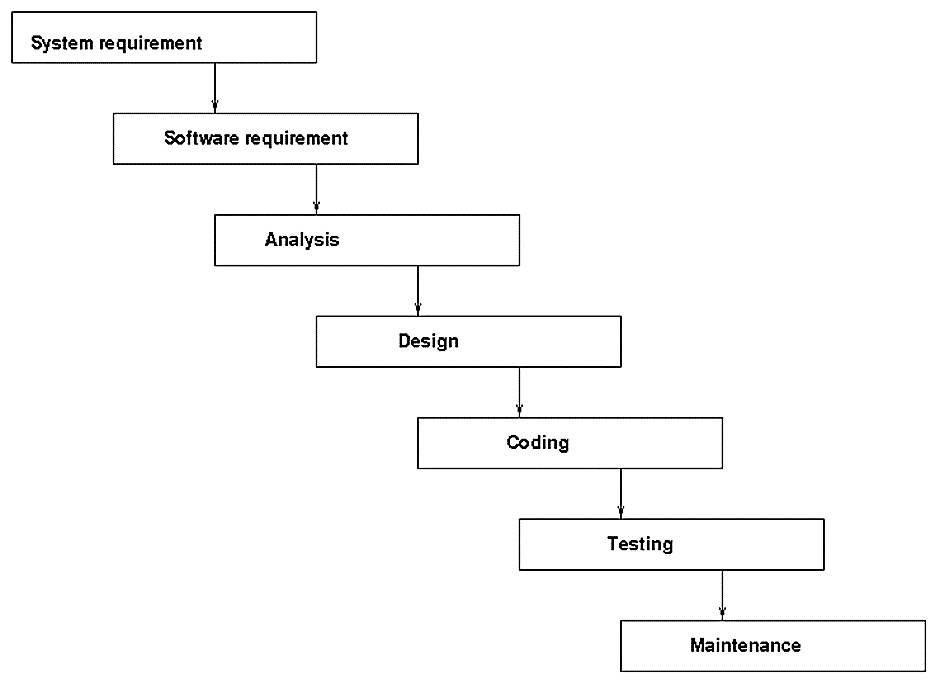 System requirement
Software requirement
Analysis
Design
Coding
Testing
Maintenance